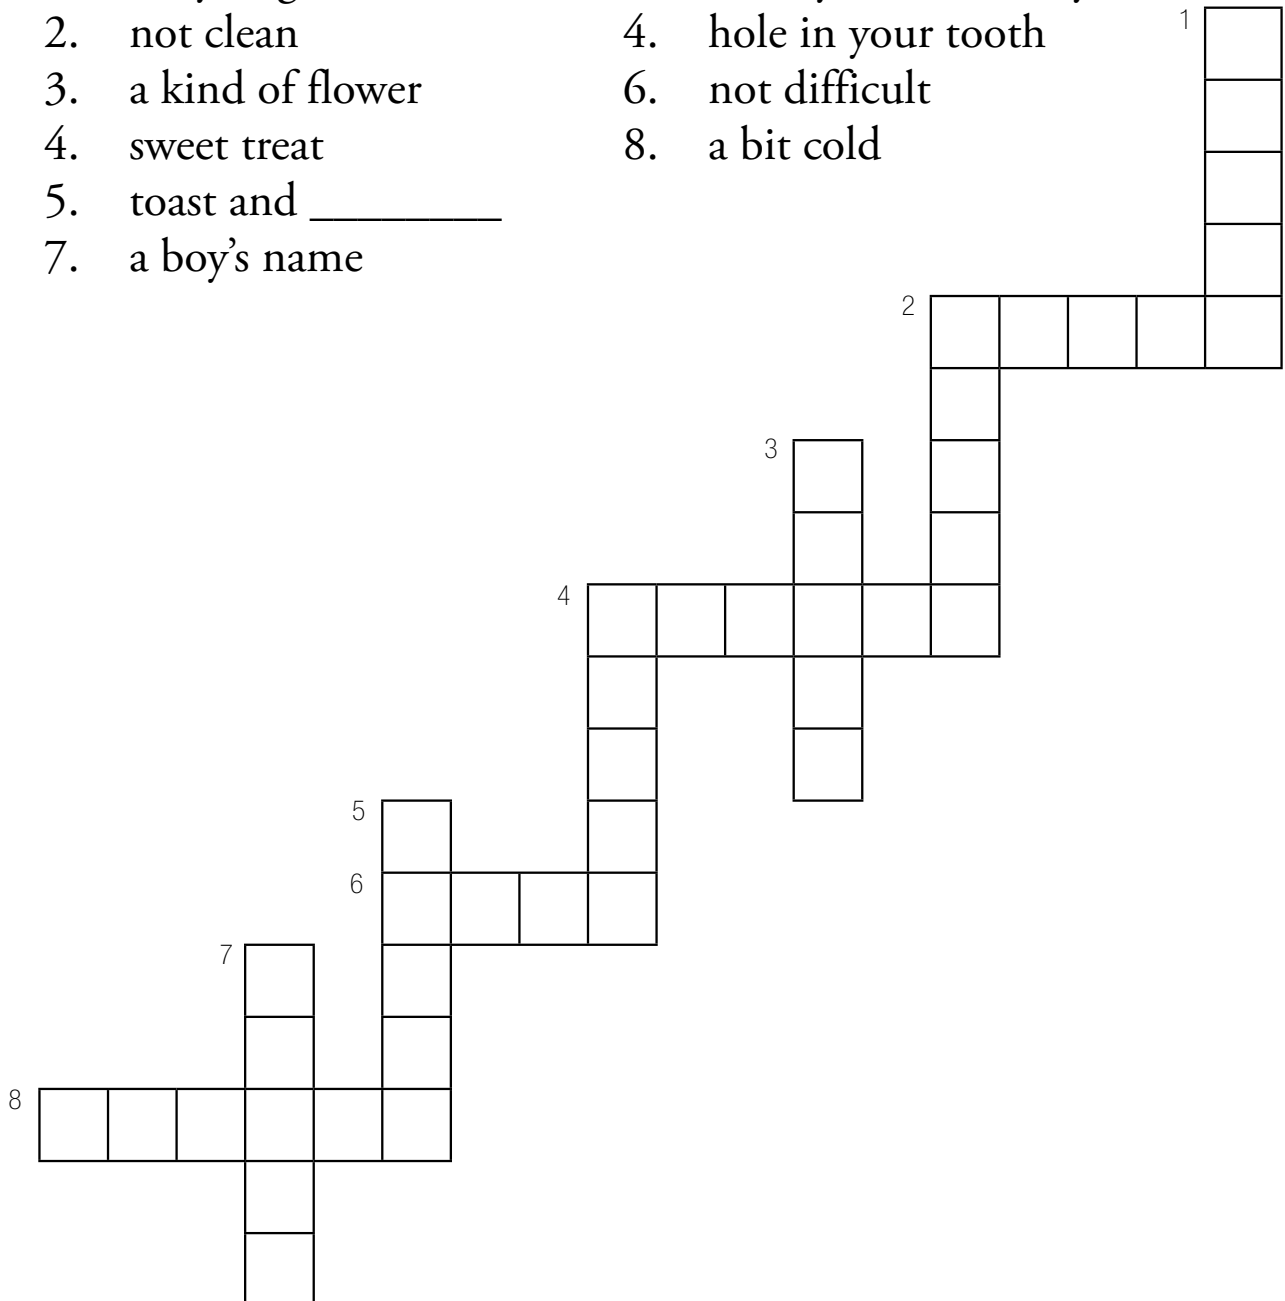 2. not clean
3. a kind of flower
4. sweet treat
5. toast and ________
7. a boy’s name
4. hole in your tooth
6. not difficult
8. a bit cold
1
2
3
4
5
6
7
8